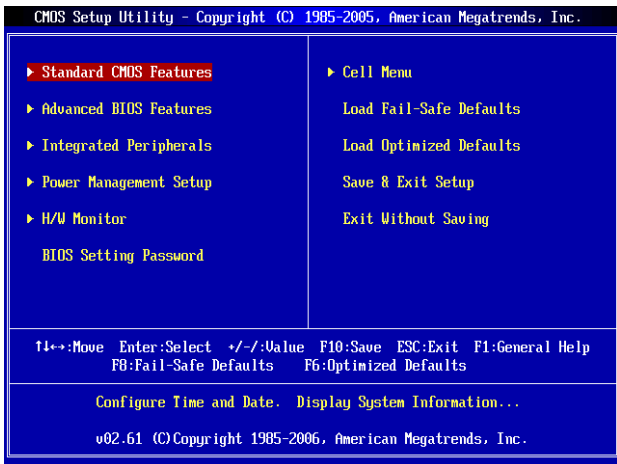 CMOS Setup Utility - Copyright (C) 1985-2005, American Megatrends, Inc.
▶ Standard CMOS Features
▶ Advanced BIOS Features
▶ Integrated Peripherals
▶ Power Management Setup
▶ H/W Monitor
BIOS Setting Password
▶ Cell Menu
Load Fail-Safe Defaults
Load Optimized Defaults
Save & Exit Setup
Exit Without Saving
↑↓←→:Move Enter:Select +/-/:Value F10:Save ESC:Exit F1:General Help
F8:Fail-Safe Defaults F6:Optimized Defaults
Configure Time and Date. Display System Information...
v02.61 (C)Copyright 1985-2006, American Megatrends, Inc.